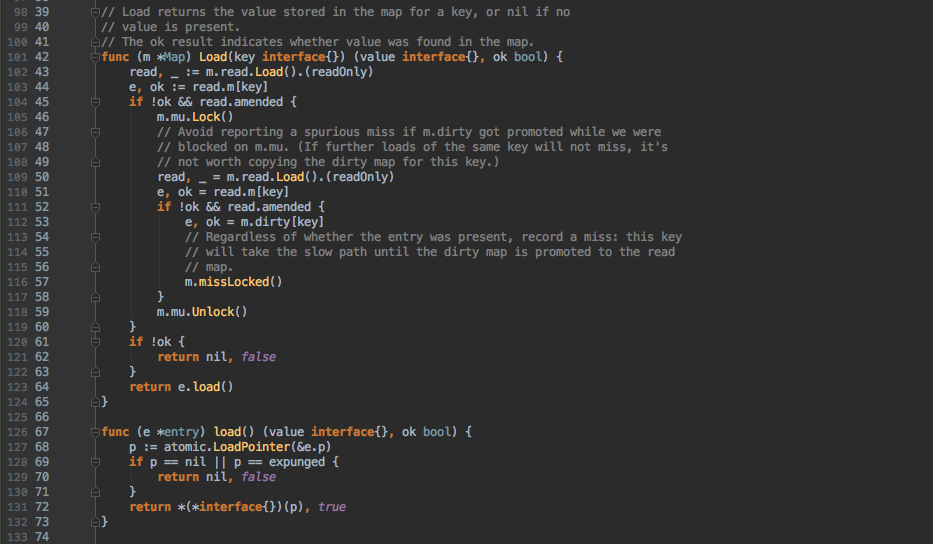 98 39 // Load returns the value stored in the map for a key, or nil if no
99 40 // value is present.
100 41 // The ok result indicates whether value was found in the map.
101 42 func (m *Map) Load(key interface{}) (value interface{}, ok bool) {
102 43     read, _ := m.read.Load().(readOnly)
103 44     e, ok := read.m[key]
104 45     if !ok && read.amended {
105 46         m.mu.Lock()
106 47         // Avoid reporting a spurious miss if m.dirty got promoted while we were
107 48         // blocked on m.mu. (If further loads of the same key will not miss, it's
108 49         // not worth copying the dirty map for this key.)
109 50         read, _ = m.read.Load().(readOnly)
110 51         e, ok = read.m[key]
111 52         if !ok && read.amended {
112 53             e, ok = m.dirty[key]
113 54             // Regardless of whether the entry was present, record a miss: this key
114 55             // will take the slow path until the dirty map is promoted to the read
115 56             // map.
116 57             m.missLocked()
117 58         }
118 59         m.mu.Unlock()
119 60     }
120 61     if !ok {
121 62         return nil, false
122 63     }
123 64     return e.load()
124 65 }
125 66
126 67 func (e *entry) load() (value interface{}, ok bool) {
127 68     p := atomic.LoadPointer(&e.p)
128 69     if p == nil || p == expunged {
129 70         return nil, false
130 71     }
131 72     return *(*interface{})(p), true
132 73 }
133 74